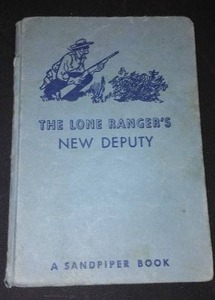 THE LONE RANGER'S
NEW DEPUTY
A SANDPIPER BOOK